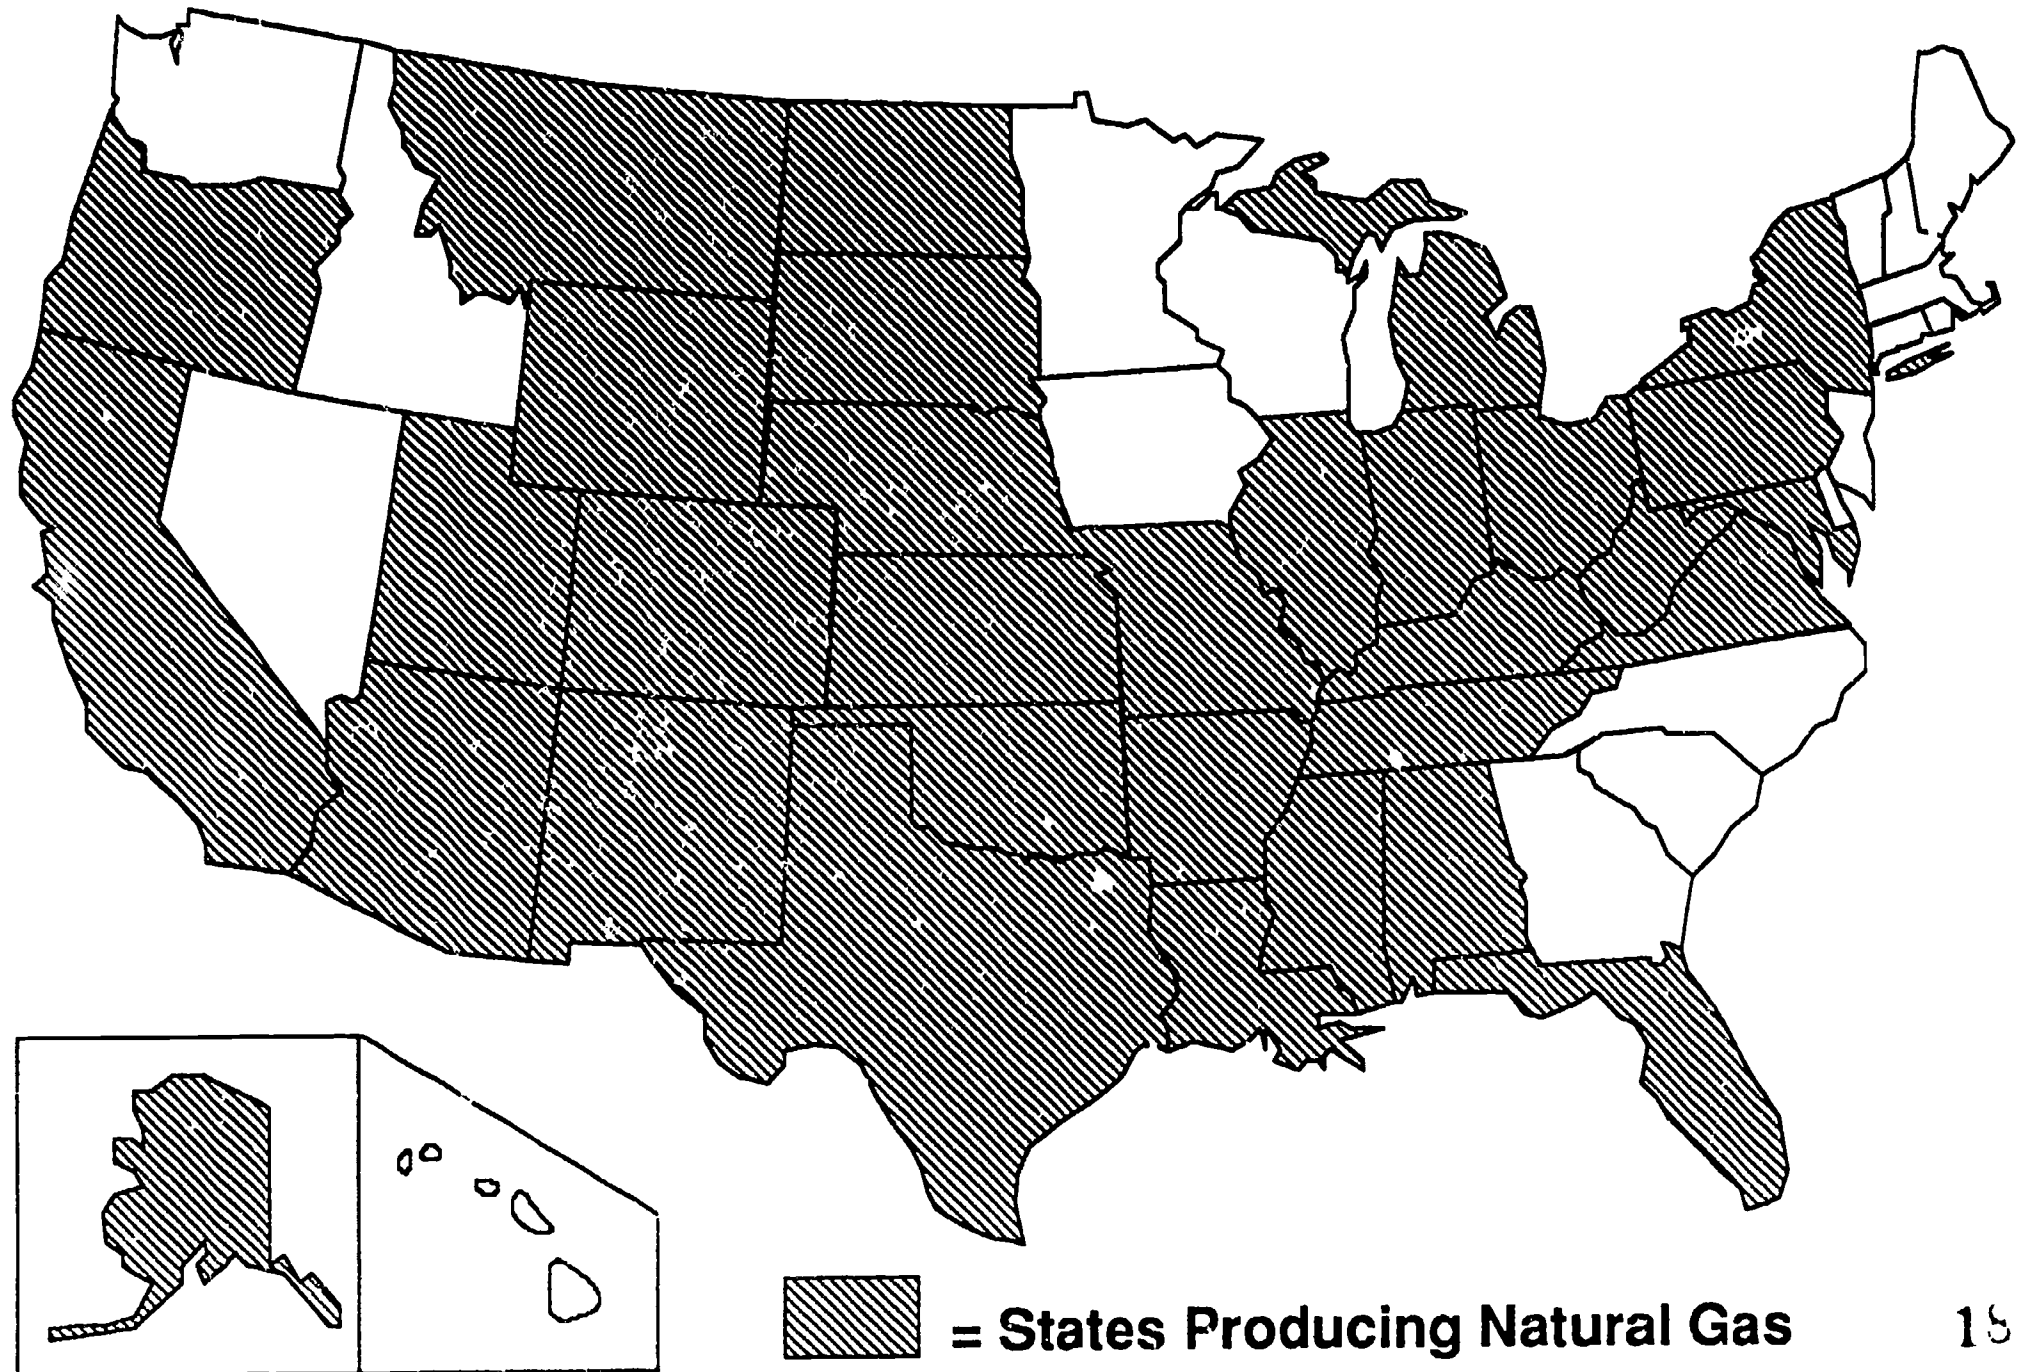 = States Producing Natural Gas